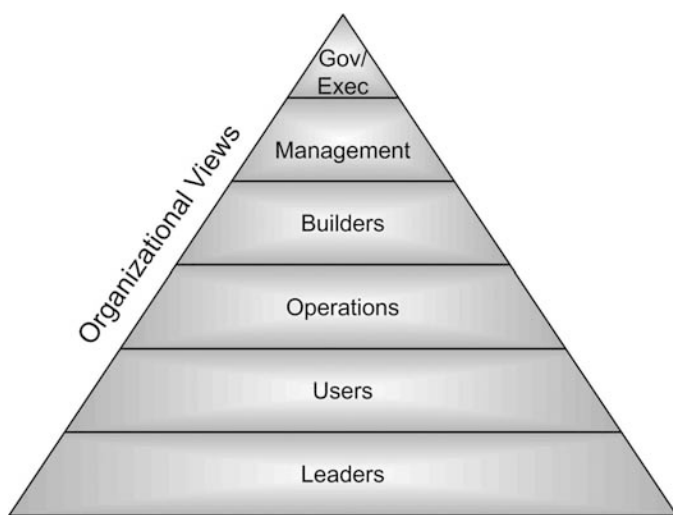 Gov/
Exec
Management
Builders
Operations
Users
Leaders
Organizational Views